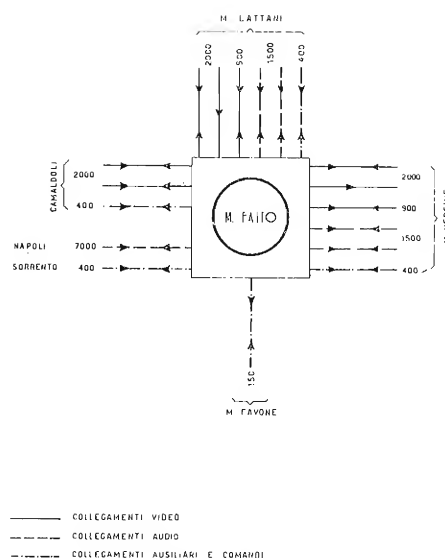 M. LATTANI
2000 900 1500 400
CAMALDOLI
2000
400
NAPOLI 7000
SORRENTO 400
M. FAITO
2000
900
1500
400
M. VERGINE
150
M. FAVONE
COLLEGAMENTI VIDEO
COLLEGAMENTI AUDIO
COLLEGAMENTI AUSILIARI E COMANDI